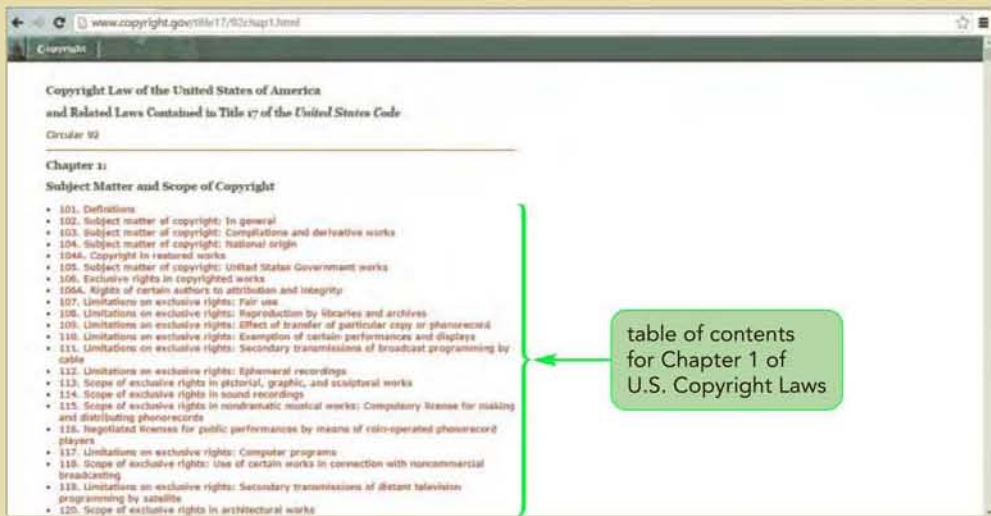 www.copyright.gov/title17/92chap1.html
Copyright
Copyright Law of the United States of America
and Related Laws Contained in Title 17 of the United States Code
Circular 92
Chapter 1:
Subject Matter and Scope of Copyright
• 101. Definitions
• 102. Subject matter of copyright: In general
• 103. Subject matter of copyright: Compilations and derivative works
• 104. Subject matter of copyright: National origin
• 104A. Copyright in restored works
• 105. Subject matter of copyright: United States Government works
• 106. Exclusive rights in copyrighted works
• 106A. Rights of certain authors to attribution and integrity
• 107. Limitations on exclusive rights: Fair use
• 108. Limitations on exclusive rights: Reproduction by libraries and archives
• 109. Limitations on exclusive rights: Effect of transfer of particular copy or phonorecord
• 110. Limitations on exclusive rights: Exemption of certain performances and displays
• 111. Limitations on exclusive rights: Secondary transmissions of broadcast programming by
cable
• 112. Limitations on exclusive rights: Ephemeral recordings
• 113. Scope of exclusive rights in pictorial, graphic, and sculptural works
• 114. Scope of exclusive rights in sound recordings
• 115. Scope of exclusive rights in nondramatic musical works: Compulsory license for making
and distributing phonorecords
• 116. Negotiated licenses for public performances by means of coin-operated phonorecord
players
• 117. Limitations on exclusive rights: Computer programs
• 118. Scope of exclusive rights: Use of certain works in connection with noncommercial
broadcasting
• 119. Limitations on exclusive rights: Secondary transmissions of distant television
programming by satellite
• 120. Scope of exclusive rights in architectural works
table of contents
for Chapter 1 of
U.S. Copyright Laws